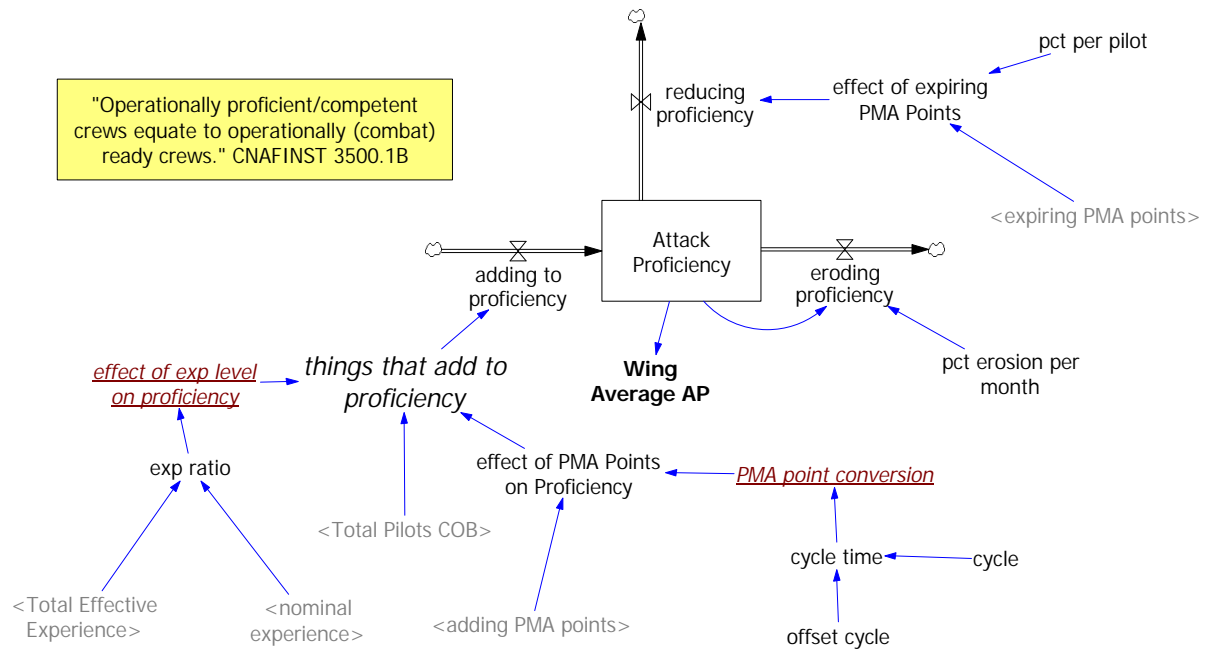 pct per pilot
"Operationally proficient/competent
crews equate to operationally (combat)
ready crews." CNAFINST 3500.1B
reducing
proficiency
effect of expiring
PMA Points
<expiring PMA points>
Attack
Proficiency
adding to
proficiency
eroding
proficiency
effect of exp level
on proficiency
things that add to
proficiency
Wing
Average AP
pct erosion per
month
exp ratio
effect of PMA Points
on Proficiency
PMA point conversion
<Total Pilots COB>
cycle time
cycle
<Total Effective
Experience>
<nominal
experience>
<adding PMA points>
offset cycle